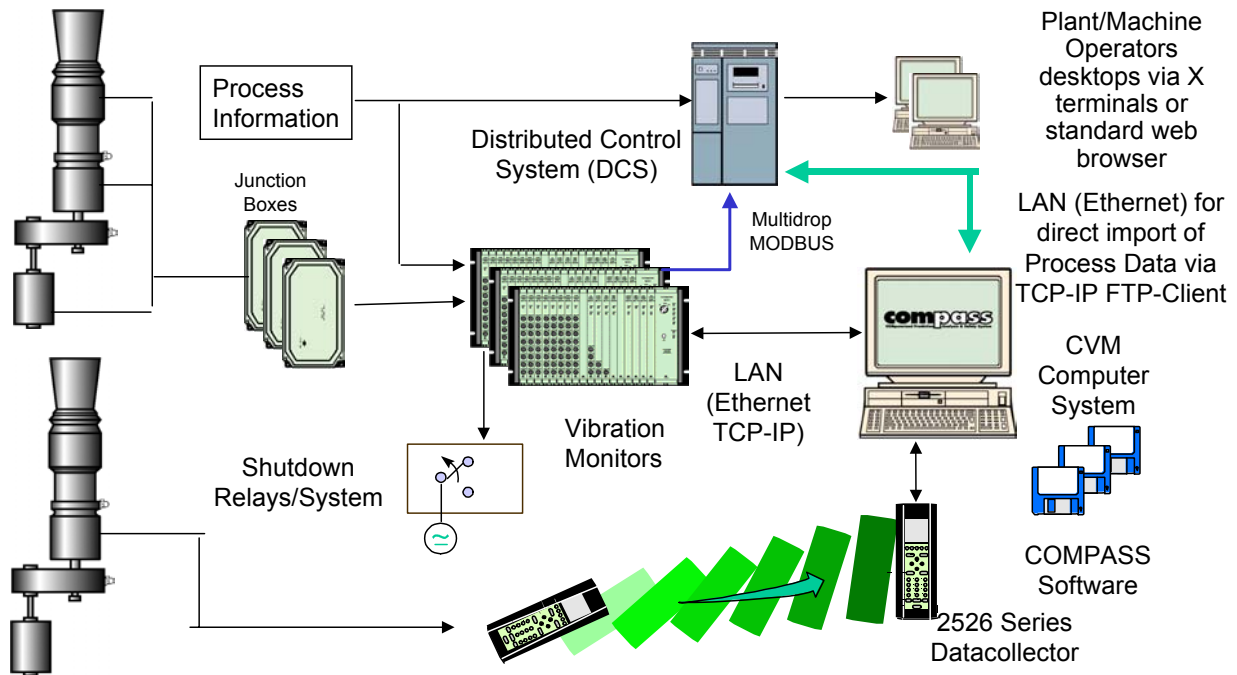 Process
Information
Junction
Boxes
Distributed Control
System (DCS)
Plant/Machine
Operators
desktops via X
terminals or
standard web
browser
Multidrop
MODBUS
LAN (Ethernet) for
direct import of
Process Data via
TCP-IP FTP-Client
compass
CVM
Computer
System
LAN
(Ethernet
TCP-IP)
Vibration
Monitors
Shutdown
Relays/System
COMPASS
Software
2526 Series
Datacollector